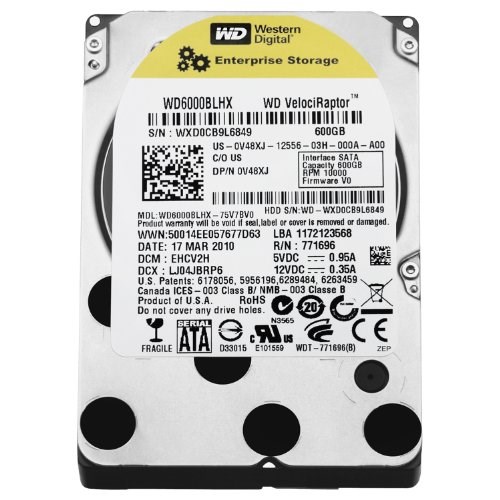 WD Western Digital®
Enterprise Storage
WD6000BLHX WD VelociRaptor™
S/N : WXD0CB9L6849 600GB
US - 0V48XJ - 12556 - 03H - 000A - A00
C/O US
DP/N 0V48XJ
Interface SATA
Capacity 600GB
RPM 10000
Firmware V0
HDD S/N:WD - WXD0CB9L6849
MDL:WD6000BLHX - 75V7BV0
Product warranty will be void if any seal, label, or cover is removed or damaged.
WWN:50014EE057677D63 LBA 1172123568
DATE : 17 MAR 2010 R/N : 771696
DCM : EHCV2H 5VDC 0.95A
DCX : LJ04JBRP6 12VDC 0.35A
U.S. Patents: 6178056, 5956196,6289484, 6263459
Canada ICES - 003 Class B/ NMB - 003 Classe B
Product of U.S.A. RoHS
Do not cover any drive holes.
N3565
20
FRAGILE
SERIAL ATA
D33015
E101559
WDT -771696(B)
ZEP